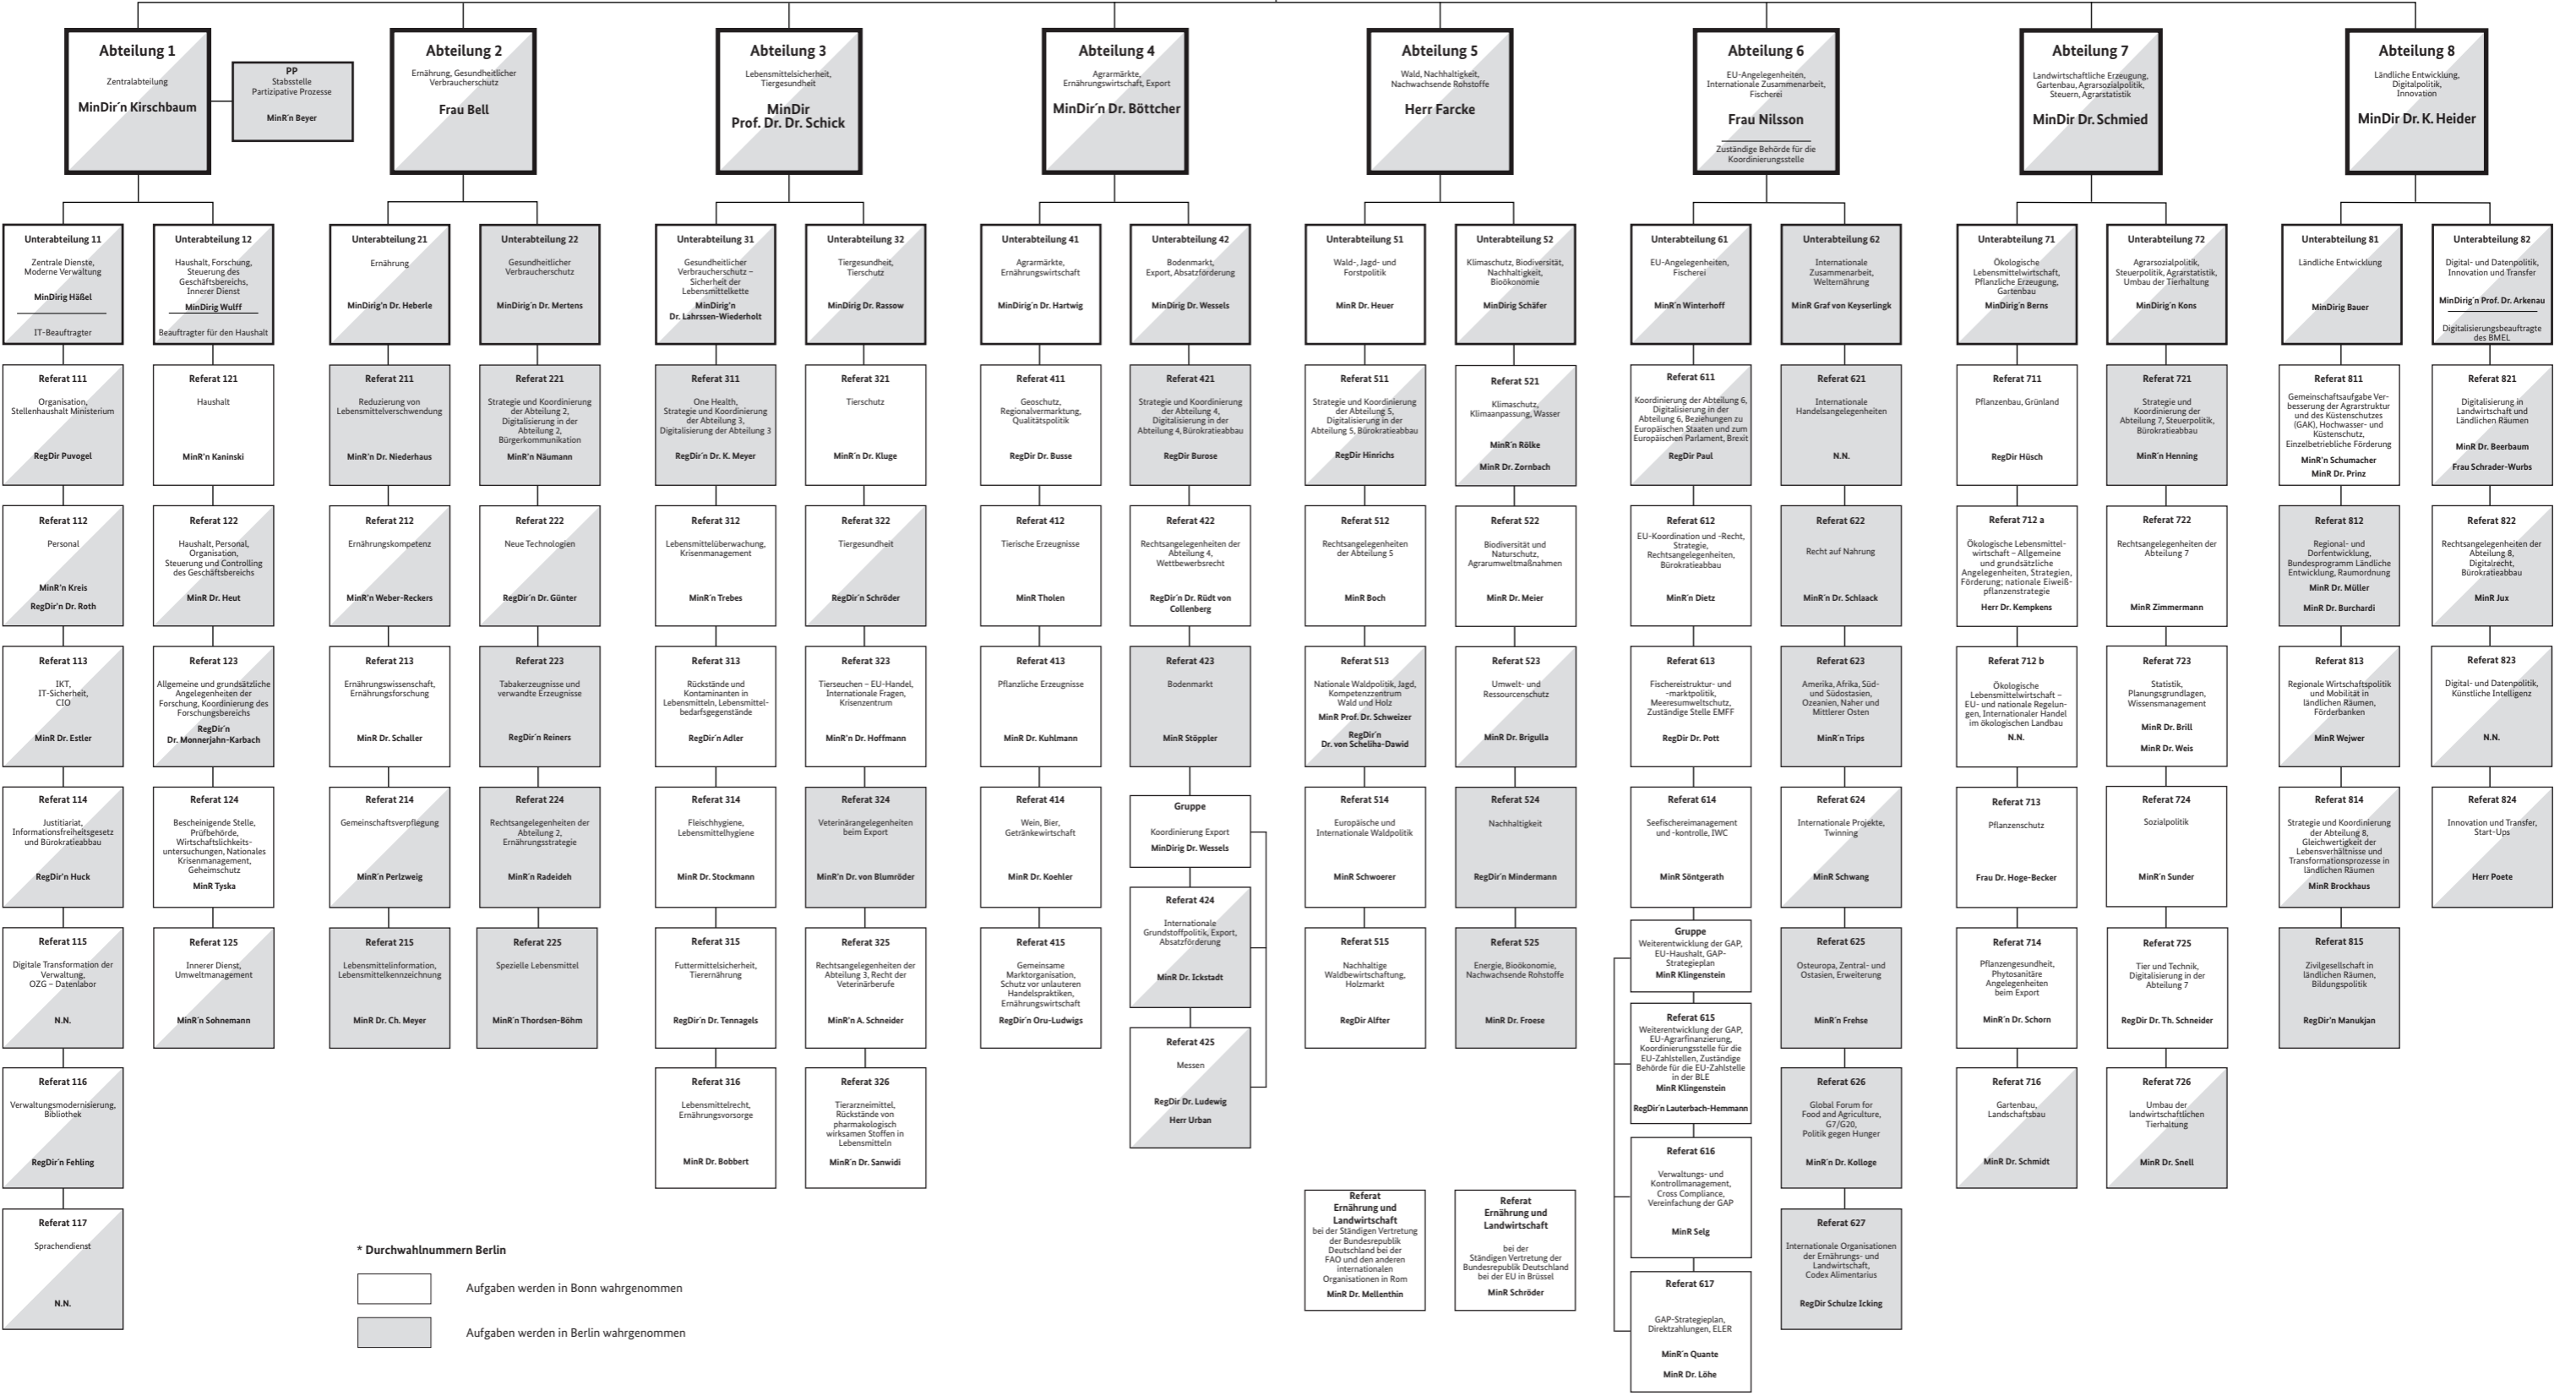 Abteilung 1
Zentralabteilung
MinDir´n Kirschbaum
PP
Stabsstelle
Partizipative Prozesse
MinR´n Beyer
Abteilung 2
Ernährung, Gesundheitlicher
Verbraucherschutz
Frau Bell
Abteilung 3
Lebensmittelsicherheit,
Tiergesundheit
MinDir
Prof. Dr. Dr. Schick
Abteilung 4
Agrarmärkte,
Ernährungswirtschaft, Export
MinDir´n Dr. Böttcher
Abteilung 5
Wald, Nachhaltigkeit,
Nachwachsende Rohstoffe
Herr Farcke
Abteilung 6
EU-Angelegenheiten,
Internationale Zusammenarbeit,
Fischerei
Frau Nilsson
Zuständige Behörde für die
Koordinierungsstelle
Abteilung 7
Landwirtschaftliche Erzeugung,
Gartenbau, Agrarsozialpolitik,
Steuern, Agrarstatistik
MinDir Dr. Schmied
Abteilung 8
Ländliche Entwicklung,
Digitalpolitik,
Innovation
MinDir Dr. K. Heider
Unterabteilung 11
Zentrale Dienste,
Moderne Verwaltung
MinDirig Häßel
IT-Beauftragter
Referat 111
Organisation,
Stellenhaushalt Ministerium
RegDir Puvogel
Referat 112
Personal
MinR'n Kreis
RegDir'n Dr. Roth
Referat 113
IKT,
IT-Sicherheit,
CIO
MinR Dr. Estler
Referat 114
Justitiariat,
Informationsfreiheitsgesetz
und Bürokratieabbau
RegDir'n Huck
Referat 115
Digitale Transformation der
Verwaltung,
OZG – Datenlabor
N.N.
Referat 116
Verwaltungsmodernisierung,
Bibliothek
RegDir´n Fehling
Referat 117
Sprachendienst
N.N.
Unterabteilung 12
Haushalt, Forschung,
Steuerung des
Geschäftsbereichs,
Innerer Dienst
MinDirig Wulff
Beauftragter für den Haushalt
Referat 121
Haushalt
MinR'n Kaninski
Referat 122
Haushalt, Personal,
Organisation,
Steuerung und Controlling
des Geschäftsbereichs
MinR Dr. Heut
Referat 123
Allgemeine und grundsätzliche
Angelegenheiten der
Forschung, Koordinierung des
Forschungsbereichs
RegDir´n
Dr. Monnerjahn-Karbach
Referat 124
Bescheinigende Stelle,
Prüfbehörde,
Wirtschaftlichkeits-
untersuchungen, Nationales
Krisenmanagement,
Geheimschutz
MinR Tyska
Referat 125
Innerer Dienst,
Umweltmanagement
MinR´n Sohnemann
Unterabteilung 21
Ernährung
MinDirig'n Dr. Heberle
Referat 211
Reduzierung von
Lebensmittelverschwendung
MinR'n Dr. Niederhaus
Referat 212
Ernährungskompetenz
MinR'n Weber-Reckers
Referat 213
Ernährungswissenschaft,
Ernährungsforschung
MinR Dr. Schaller
Referat 214
Gemeinschaftsverpflegung
MinR´n Perlzweig
Referat 215
Lebensmittelinformation,
Lebensmittelkennzeichnung
MinR Dr. Ch. Meyer
Unterabteilung 22
Gesundheitlicher
Verbraucherschutz
MinDirig´n Dr. Mertens
Referat 221
Strategie und Koordinierung
der Abteilung 2,
Digitalisierung in der
Abteilung 2,
Bürgerkommunikation
MinR'n Näumann
Referat 222
Neue Technologien
RegDir´n Dr. Günter
Referat 223
Tabakerzeugnisse und
verwandte Erzeugnisse
RegDir´n Reiners
Referat 224
Rechtsangelegenheiten der
Abteilung 2,
Ernährungsstrategie
MinR´n Radeideh
Referat 225
Spezielle Lebensmittel
MinR´n Thordsen-Böhm
Unterabteilung 31
Gesundheitlicher
Verbraucherschutz –
Sicherheit der
Lebensmittelkette
MinDirig'n
Dr. Lahrssen-Wiederholt
Referat 311
One Health,
Strategie und Koordinierung
der Abteilung 3,
Digitalisierung der Abteilung 3
RegDir´n Dr. K. Meyer
Referat 312
Lebensmittelüberwachung,
Krisenmanagement
MinR´n Trebes
Referat 313
Rückstände und
Kontaminanten in
Lebensmitteln, Lebensmittel-
bedarfsgegenstände
RegDir´n Adler
Referat 314
Fleischhygiene,
Lebensmittelhygiene
MinR Dr. Stockmann
Referat 315
Futtermittelsicherheit,
Tierernährung
RegDir´n Dr. Tennagels
Referat 316
Lebensmittelrecht,
Ernährungsvorsorge
MinR Dr. Bobbert
Unterabteilung 32
Tiergesundheit,
Tierschutz
MinDirig Dr. Rassow
Referat 321
Tierschutz
MinR´n Dr. Kluge
Referat 322
Tiergesundheit
RegDir´n Schröder
Referat 323
Tierseuchen – EU-Handel,
Internationale Fragen,
Krisenzentrum
MinR'n Dr. Hoffmann
Referat 324
Veterinärangelegenheiten
beim Export
MinR'n Dr. von Blumröder
Referat 325
Rechtsangelegenheiten der
Abteilung 3, Recht der
Veterinärberufe
MinR'n A. Schneider
Referat 326
Tierarzneimittel,
Rückstände von
pharmakologisch
wirksamen Stoffen in
Lebensmitteln
MinR´n Dr. Sanwidi
Unterabteilung 41
Agrarmärkte,
Ernährungswirtschaft
MinDirig´n Dr. Hartwig
Referat 411
Geoschutz,
Regionalvermarktung,
Qualitätspolitik
RegDir Dr. Busse
Referat 412
Tierische Erzeugnisse
MinR Tholen
Referat 413
Pflanzliche Erzeugnisse
MinR Dr. Kuhlmann
Referat 414
Wein, Bier,
Getränkewirtschaft
MinR Dr. Koehler
Referat 415
Gemeinsame
Marktorganisation,
Schutz vor unlauteren
Handelspraktiken,
Ernährungswirtschaft
RegDir´n Oru-Ludwigs
Unterabteilung 42
Bodenmarkt,
Export, Absatzförderung
MinDirig Dr. Wessels
Referat 421
Strategie und Koordinierung
der Abteilung 4,
Digitalisierung in der
Abteilung 4, Bürokratieabbau
RegDir Burose
Referat 422
Rechtsangelegenheiten der
Abteilung 4,
Wettbewerbsrecht
RegDir´n Dr. Rüdt von
Collenberg
Referat 423
Bodenmarkt
MinR Stöppler
Gruppe
Koordinierung Export
MinDirig Dr. Wessels
Referat 424
Internationale
Grundstoffpolitik, Export,
Absatzförderung
MinR Dr. Ickstadt
Referat 425
Messen
RegDir Dr. Ludewig
Herr Urban
Unterabteilung 51
Wald-, Jagd- und
Forstpolitik
MinR Dr. Heuer
Referat 511
Strategie und Koordinierung
der Abteilung 5,
Digitalisierung in der
Abteilung 5, Bürokratieabbau
RegDir Hinrichs
Referat 512
Rechtsangelegenheiten
der Abteilung 5
MinR Boch
Referat 513
Nationale Waldpolitik, Jagd,
Kompetenzzentrum
Wald und Holz
MinR Prof. Dr. Schweizer
RegDir´n
Dr. von Scheliha-Dawid
Referat 514
Europäische und
Internationale Waldpolitik
MinR Schwoerer
Referat 515
Nachhaltige
Waldbewirtschaftung,
Holzmarkt
RegDir Alfter
Unterabteilung 52
Klimaschutz, Biodiversität,
Nachhaltigkeit,
Bioökonomie
MinDirig Schäfer
Referat 521
Klimaschutz,
Klimaanpassung, Wasser
MinR´n Rölke
MinR Dr. Zornbach
Referat 522
Biodiversität und
Naturschutz,
Agrarumweltmaßnahmen
MinR Dr. Meier
Referat 523
Umwelt- und
Ressourcenschutz
MinR Dr. Brigulla
Referat 524
Nachhaltigkeit
RegDir´n Mindermann
Referat 525
Energie, Bioökonomie,
Nachwachsende Rohstoffe
MinR Dr. Froese
Unterabteilung 61
EU-Angelegenheiten,
Fischerei
MinR´n Winterhoff
Referat 611
Koordinierung der Abteilung 6,
Digitalisierung in der
Abteilung 6, Beziehungen zu
Europäischen Staaten und zum
Europäischen Parlament, Brexit
RegDir Paul
Referat 612
EU-Koordination und -Recht,
Strategie,
Rechtsangelegenheiten,
Bürokratieabbau
MinR´n Dietz
Referat 613
Fischereistruktur- und
-marktpolitik,
Meeresumweltschutz,
Zuständige Stelle EMFF
RegDir Dr. Pott
Referat 614
Seefischereimanagement
und -kontrolle, IWC
MinR Söntgerath
Gruppe
Weiterentwicklung der GAP,
EU-Haushalt, GAP-
Strategieplan
MinR Klingenstein
Referat 615
Weiterentwicklung der GAP,
EU-Agrarfinanzierung,
Koordinierungsstelle für die
EU-Zahlstellen, Zuständige
Behörde für die EU-Zahlstelle
in der BLE
MinR Klingenstein
RegDir´n Lauterbach-Hemmann
Referat 616
Verwaltungs- und
Kontrollmanagement,
Cross Compliance,
Vereinfachung der GAP
MinR Selg
Referat 617
GAP-Strategieplan,
Direktzahlungen, ELER
MinR´n Quante
MinR Dr. Löhe
Unterabteilung 62
Internationale
Zusammenarbeit,
Welternährung
MinR Graf von Keyserlingk
Referat 621
Internationale
Handelsangelegenheiten
N.N.
Referat 622
Recht auf Nahrung
MinR´n Dr. Schlaack
Referat 623
Amerika, Afrika, Süd-
und Südostasien,
Ozeanien, Naher und
Mittlerer Osten
MinR´n Trips
Referat 624
Internationale Projekte,
Twinning
MinR Schwang
Referat 625
Osteuropa, Zentral- und
Ostasien, Erweiterung
MinR´n Frehse
Referat 626
Global Forum for
Food and Agriculture,
G7/G20,
Politik gegen Hunger
MinR´n Dr. Kolloge
Referat 627
Internationale Organisationen
der Ernährungs- und
Landwirtschaft,
Codex Alimentarius
RegDir Schulze Icking
Unterabteilung 71
Ökologische
Lebensmittelwirtschaft,
Pflanzliche Erzeugung,
Gartenbau
MinDirig´n Berns
Referat 711
Pflanzenbau, Grünland
RegDir Hüsch
Referat 712 a
Ökologische Lebensmittel-
wirtschaft – Allgemeine
und grundsätzliche
Angelegenheiten, Strategien,
Förderung; nationale Eiweiß-
pflanzenstrategie
Herr Dr. Kempkens
Referat 712 b
Ökologische
Lebensmittelwirtschaft –
EU- und nationale Regelun-
gen, Internationaler Handel
im ökologischen Landbau
N.N.
Referat 713
Pflanzenschutz
Frau Dr. Hoge-Becker
Referat 714
Pflanzengesundheit,
Phytosanitäre
Angelegenheiten
beim Export
MinR´n Dr. Schorn
Referat 716
Gartenbau,
Landschaftsbau
MinR Dr. Schmidt
Unterabteilung 72
Agrarsozialpolitik,
Steuerpolitik, Agrarstatistik,
Umbau der Tierhaltung
MinDirig´n Kons
Referat 721
Strategie und
Koordinierung der
Abteilung 7, Steuerpolitik,
Bürokratieabbau
MinR´n Henning
Referat 722
Rechtsangelegenheiten der
Abteilung 7
MinR Zimmermann
Referat 723
Statistik,
Planungsgrundlagen,
Wissensmanagement
MinR Dr. Brill
MinR Dr. Weis
Referat 724
Sozialpolitik
MinR´n Sunder
Referat 725
Tier und Technik,
Digitalisierung in der
Abteilung 7
RegDir Dr. Th. Schneider
Referat 726
Umbau der
landwirtschaftlichen
Tierhaltung
MinR Dr. Snell
Unterabteilung 81
Ländliche Entwicklung
MinDirig Bauer
Referat 811
Gemeinschaftsaufgabe Ver-
besserung der Agrarstruktur
und des Küstenschutzes
(GAK), Hochwasser- und
Küstenschutz,
Einzelbetriebliche Förderung
MinR'n Schumacher
MinR Dr. Prinz
Referat 812
Regional- und
Dorfentwicklung,
Bundesprogramm Ländliche
Entwicklung, Raumordnung
MinR Dr. Müller
MinR Dr. Burchardi
Referat 813
Regionale Wirtschaftspolitik
und Mobilität in
ländlichen Räumen,
Förderbanken
MinR Wejwer
Referat 814
Strategie und Koordinierung
der Abteilung 8,
Gleichwertigkeit der
Lebensverhältnisse und
Transformationsprozesse in
ländlichen Räumen
MinR Brockhaus
Referat 815
Zivilgesellschaft in
ländlichen Räumen,
Bildungspolitik
RegDir'n Manukjan
Unterabteilung 82
Digital- und Datenpolitik,
Innovation und Transfer
MinDirig´n Prof. Dr. Arkenau
Digitalisierungsbeauftragte
des BMEL
Referat 821
Digitalisierung in
Landwirtschaft und
Ländlichen Räumen
MinR Dr. Beerbaum
Frau Schrader-Wurbs
Referat 822
Rechtsangelegenheiten der
Abteilung 8,
Digitalrecht,
Bürokratieabbau
MinR Jux
Referat 823
Digital- und Datenpolitik,
Künstliche Intelligenz
N.N.
Referat 824
Innovation und Transfer,
Start-Ups
Herr Poete
Referat
Ernährung und
Landwirtschaft
bei der Ständigen Vertretung
der Bundesrepublik
Deutschland bei der
FAO und den anderen
internationalen
Organisationen in Rom
MinR Dr. Mellenthin
Referat
Ernährung und
Landwirtschaft
bei der
Ständigen Vertretung der
Bundesrepublik Deutschland
bei der EU in Brüssel
MinR Schröder
* Durchwahlnummern Berlin
Aufgaben werden in Bonn wahrgenommen
Aufgaben werden in Berlin wahrgenommen